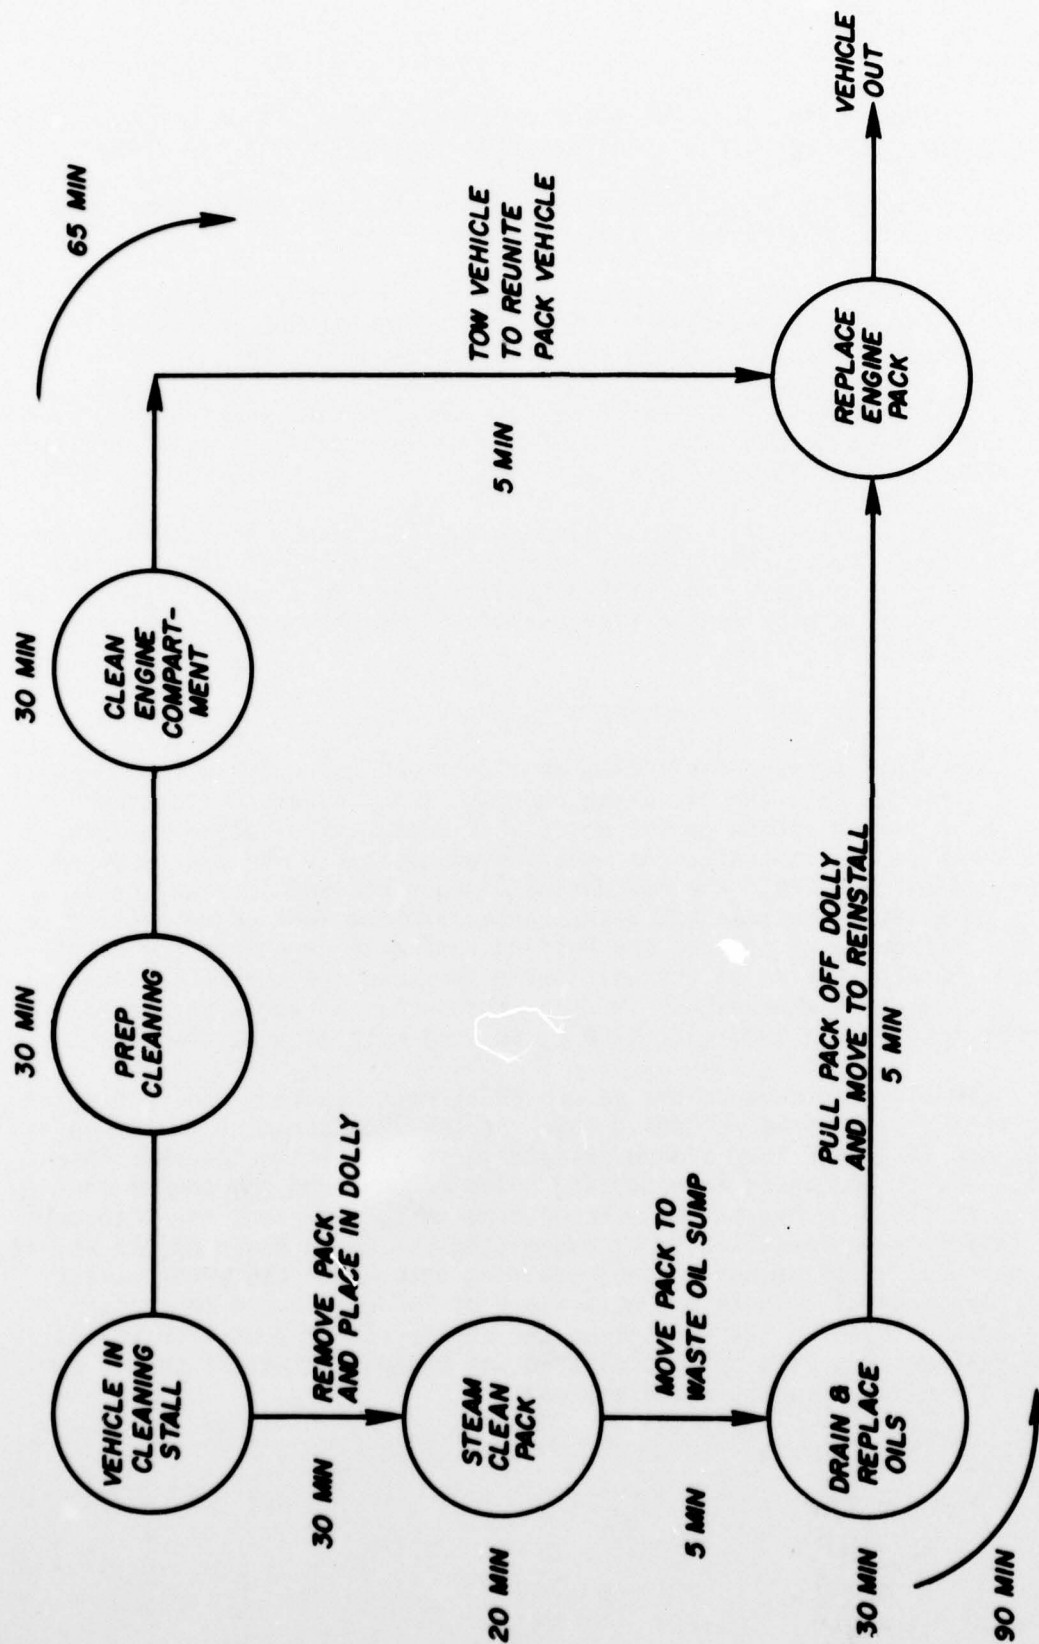 VEHICLE IN
CLEANING
STALL
30 MIN
PREP
CLEANING
30 MIN
CLEAN
ENGINE
COMPART-
MENT
65 MIN
30 MIN
REMOVE PACK
AND PLACE IN DOLLY
20 MIN
STEAM
CLEAN
PACK
5 MIN
TOW VEHICLE
TO REUNITE
PACK VEHICLE
5 MIN
MOVE PACK TO
WASTE OIL SUMP
30 MIN
DRAIN &
REPLACE
OILS
90 MIN
PULL PACK OFF DOLLY
AND MOVE TO REINSTALL
5 MIN
REPLACE
ENGINE
PACK
VEHICLE
OUT